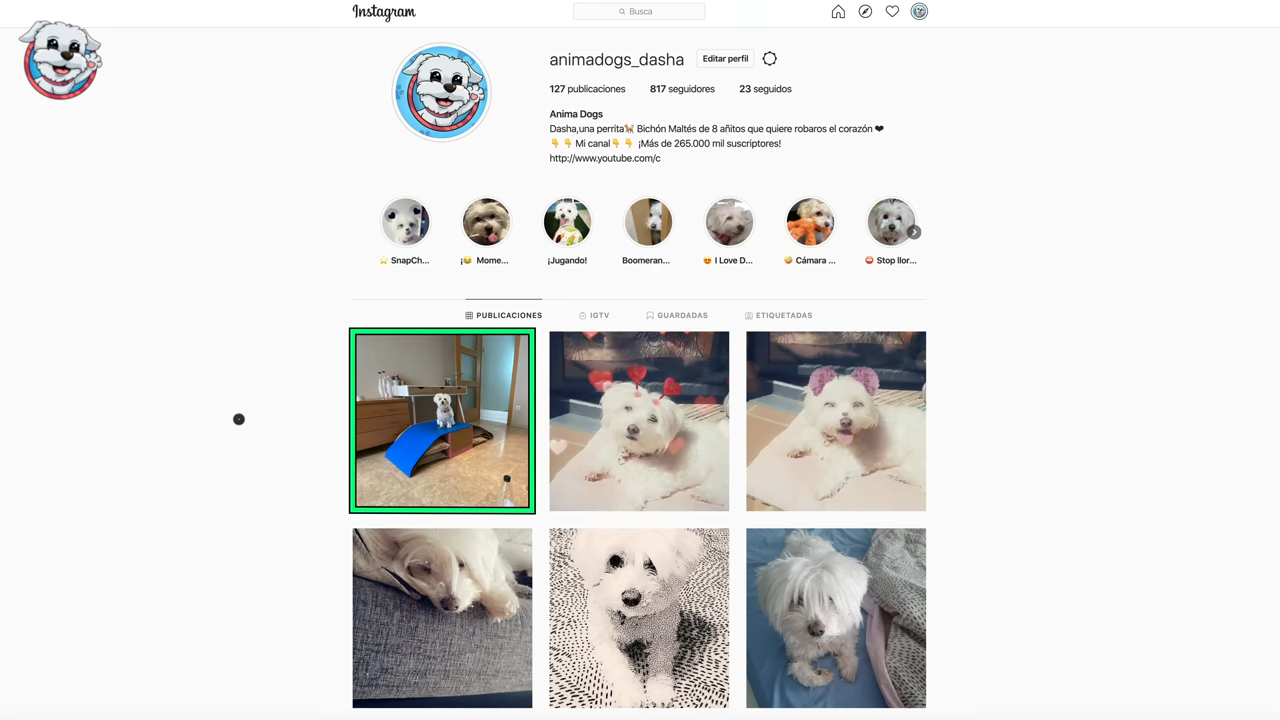 Instagram
Busca
animadogs_dasha
Editar perfil
127 publicaciones 817 seguidores 23 seguidos
Anima Dogs
Dasha,una perrita🐕 Bichón Maltés de 8 añitos que quiere robaros el corazón ❤
👇 👇 Mi canal👇 👇 ¡Más de 265.000 mil suscriptores!
http://www.youtube.com/c
⭐ SnapCh... ¡😂 Mome... ¡Jugando! Boomeran... 😍 I Love D... 🤣 Cámara ... ⛔ Stop llor...
PUBLICACIONES IGTV GUARDADAS ETIQUETADAS